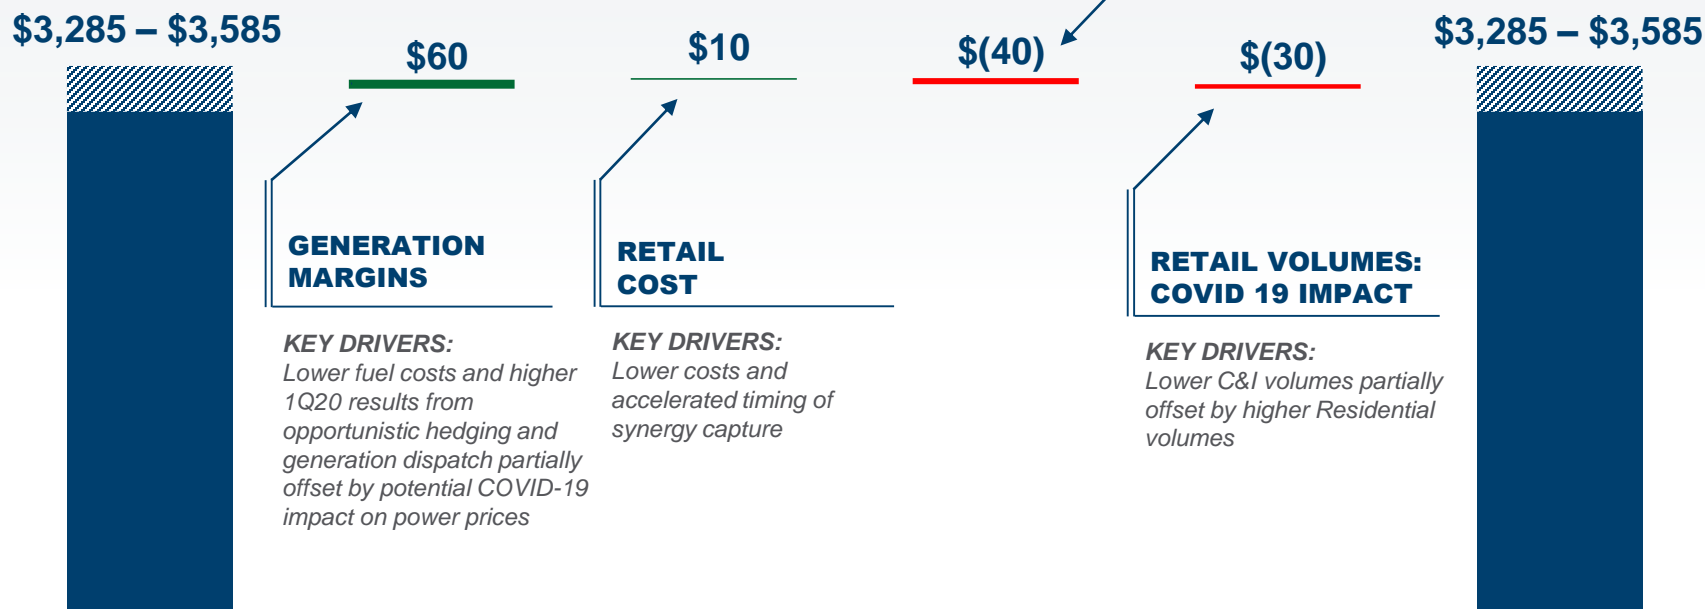 $3,285 – $3,585
$60
$10
$(40)
$(30)
$3,285 – $3,585
GENERATION
MARGINS
KEY DRIVERS:
Lower fuel costs and higher
1Q20 results from
opportunistic hedging and
generation dispatch partially
offset by potential COVID-19
impact on power prices
RETAIL
COST
KEY DRIVERS:
Lower costs and
accelerated timing of
synergy capture
RETAIL VOLUMES:
COVID 19 IMPACT
KEY DRIVERS:
Lower C&I volumes partially
offset by higher Residential
volumes